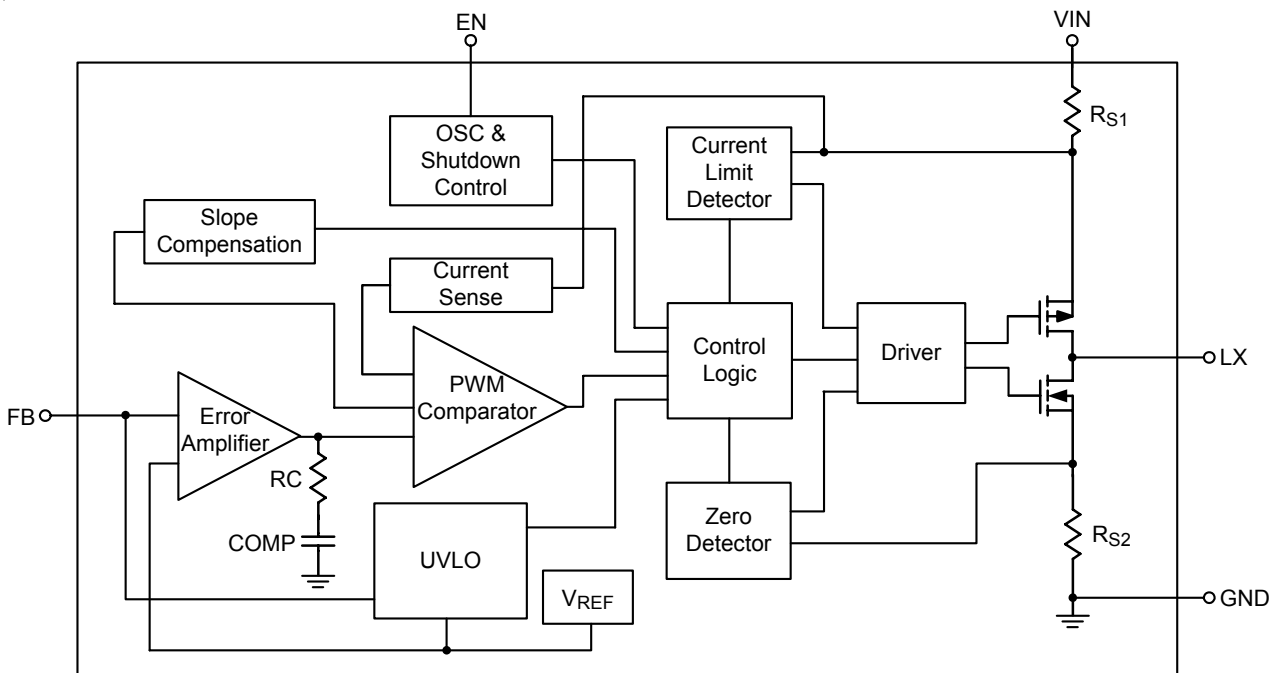 EN
VIN
RS1
OSC &
Shutdown
Control
Current
Limit
Detector
Slope
Compensation
Current
Sense
Control
Logic
Driver
LX
PWM
Comparator
FB
Error
Amplifier
RC
COMP
UVLO
VREF
Zero
Detector
RS2
GND